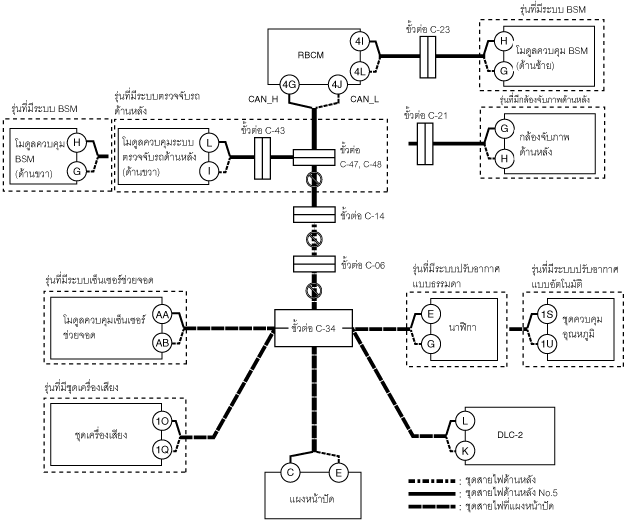 รุ่นที่มีระบบ BSM
ขั้วต่อ C-23
RBCM
4I
4L
H
G
โมดูลควบคุม BSM
(ด้านซ้าย)
4G
4J
CAN_H
CAN_L
รุ่นที่มีระบบ BSM
รุ่นที่มีระบบตรวจจับรถ
ด้านหลัง
รุ่นที่มีกล้องจับภาพด้านหลัง
ขั้วต่อ C-43
ขั้วต่อ C-21
โมดูลควบคุม
BSM
(ด้านขวา)
H
G
โมดูลควบคุมระบบ
ตรวจจับรถด้านหลัง
(ด้านขวา)
L
I
ขั้วต่อ
C-47, C-48
G
H
กล้องจับภาพ
ด้านหลัง
ขั้วต่อ C-14
ขั้วต่อ C-06
รุ่นที่มีระบบเซ็นเซอร์ช่วยจอด
รุ่นที่มีระบบปรับอากาศ
แบบธรรมดา
รุ่นที่มีระบบปรับอากาศ
แบบอัตโนมัติ
โมดูลควบคุมเซ็นเซอร์
ช่วยจอด
AA
AB
ขั้วต่อ C-34
E
G
นาฬิกา
1S
1U
ชุดควบคุม
อุณหภูมิ
รุ่นที่มีชุดเครื่องเสียง
ชุดเครื่องเสียง
1O
1Q
L
K
DLC-2
C
E
แผงหน้าปัด
: ชุดสายไฟด้านหลัง
: ชุดสายไฟด้านหลัง No.5
: ชุดสายไฟที่แผงหน้าปัด